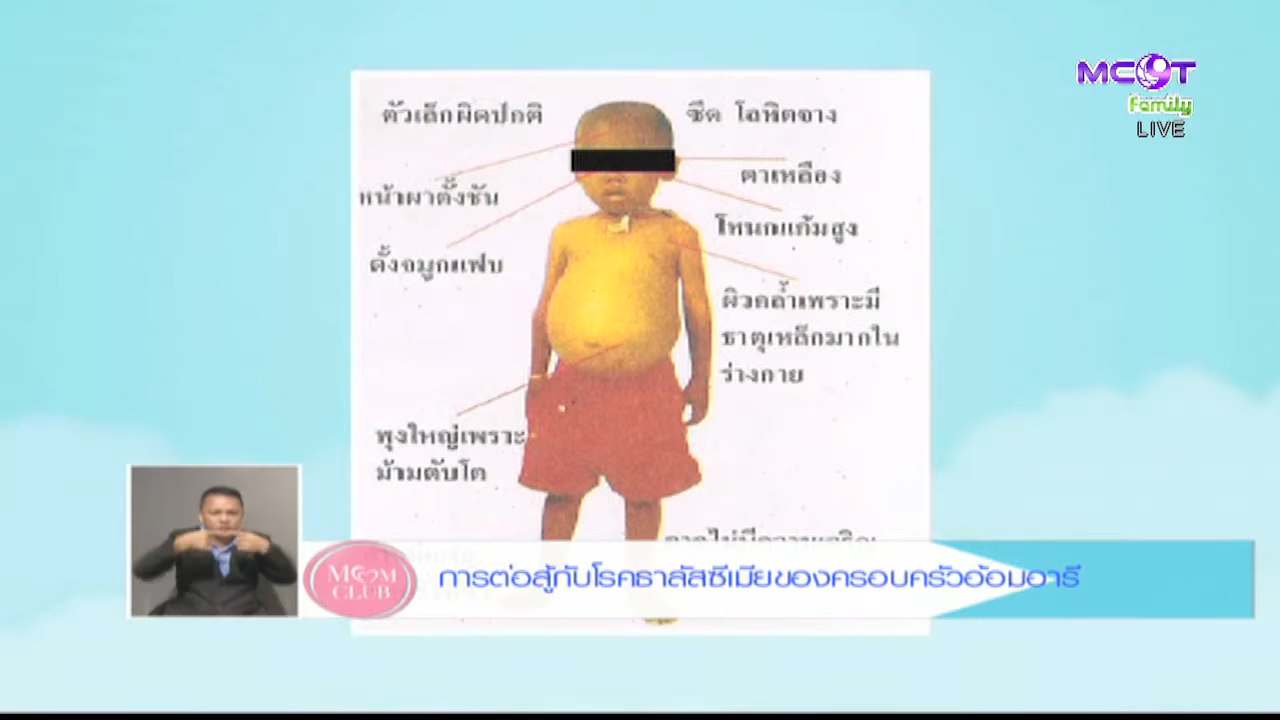 MCOT
family
LIVE
ตัวเล็กผิดปกติ
ซีด โลหิตจาง
หน้าผาตั้งชัน
ตาเหลือง
ดั้งจมูกแฟบ
โหนกแก้มสูง
ผิวคล้ำเพราะมี
ธาตุเหล็กมากใน
ร่างกาย
พุงใหญ่เพราะ
ม้ามตับโต
MOM
CLUB
การต่อสู้กับโรคธาลัสซีเมียของครอบครัวอ้อมอารี